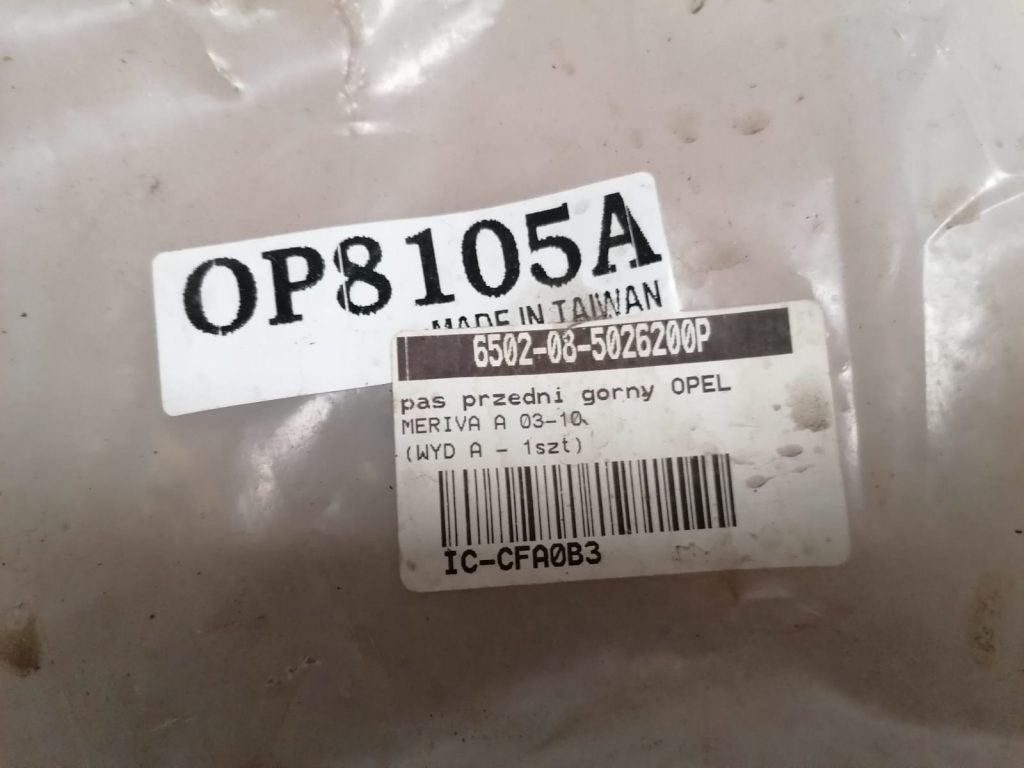 OP8105A
MADE IN TAIWAN
6502-08-5026200P
pas przedni gorny OPEL
MERIVA A 03-10
(WYD A - 1szt)
IC-CFA0B3